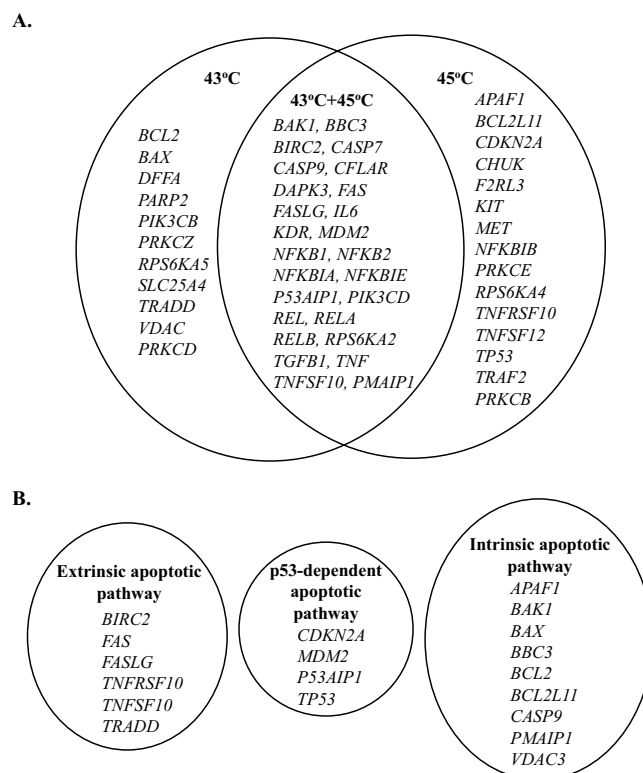 A.
43ºC
BCL2
BAX
DFFA
PARP2
PIK3CB
PRKCZ
RPS6KA5
SLC25A4
TRADD
VDAC
PRKCD
43ºC+45ºC
BAK1, BBC3
BIRC2, CASP7
CASP9, CFLAR
DAPK3, FAS
FASLG, IL6
KDR, MDM2
NFKB1, NFKB2
NFKBIA, NFKBIE
P53AIP1, PIK3CD
REL, RELA
RELB, RPS6KA2
TGFB1, TNF
TNFSF10, PMAIP1
45ºC
APAF1
BCL2L11
CDKN2A
CHUK
F2RL3
KIT
MET
NFKBIB
PRKCE
RPS6KA4
TNFRSF10
TNFSF12
TP53
TRAF2
PRKCB
B.
Extrinsic apoptotic
pathway
BIRC2
FAS
FASLG
TNFRSF10
TNFSF10
TRADD
p53-dependent
apoptotic
pathway
CDKN2A
MDM2
P53AIP1
TP53
Intrinsic apoptotic
pathway
APAF1
BAK1
BAX
BBC3
BCL2
BCL2L11
CASP9
PMAIP1
VDAC3